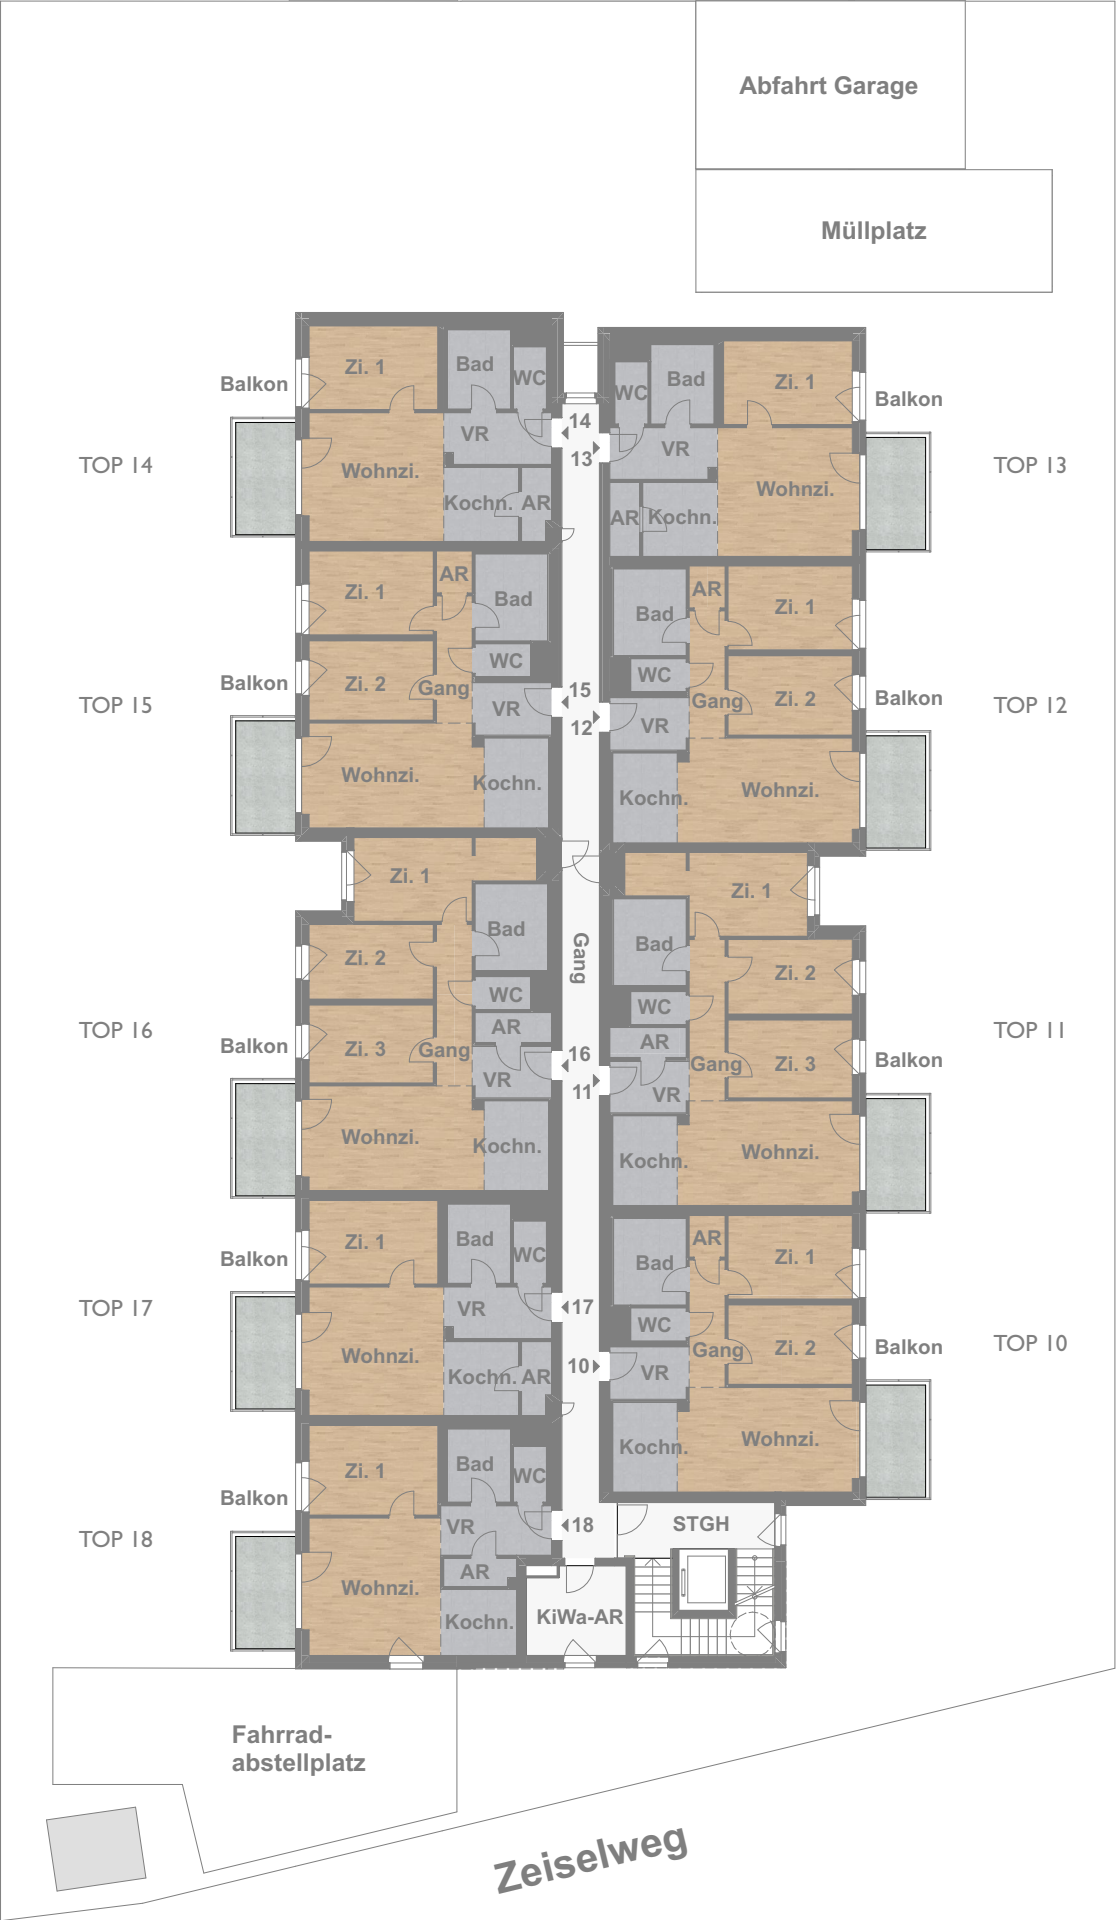 Abfahrt Garage
Müllplatz
Zi. 1
Bad
WC
Balkon
VR
14
TOP 14
Wohnzi.
Kochn.
AR
WC
Bad
Zi. 1
Balkon
13
VR
TOP 13
Wohnzi.
AR
Kochn.
Zi. 1
AR
Bad
WC
Zi. 2
Gang
Balkon
15
VR
TOP 15
Wohnzi.
Kochn.
AR
Zi. 1
Bad
WC
Zi. 2
Gang
Balkon
12
VR
TOP 12
Wohnzi.
Kochn.
Zi. 1
Bad
Zi. 2
WC
AR
TOP 16
Balkon
Zi. 3
Gang
16
VR
Wohnzi.
Kochn.
Gang
Zi. 1
Bad
Zi. 2
WC
AR
TOP 11
Balkon
Zi. 3
Gang
11
VR
Wohnzi.
Kochn.
Zi. 1
Bad
WC
Balkon
VR
17
TOP 17
Wohnzi.
Kochn.
AR
AR
Zi. 1
Bad
WC
Zi. 2
Gang
Balkon
TOP 10
10
VR
Wohnzi.
Kochn.
Zi. 1
Bad
WC
Balkon
VR
18
TOP 18
AR
Wohnzi.
Kochn.
STGH
KiWa-AR
Fahrrad-
abstellplatz
Zeiselweg